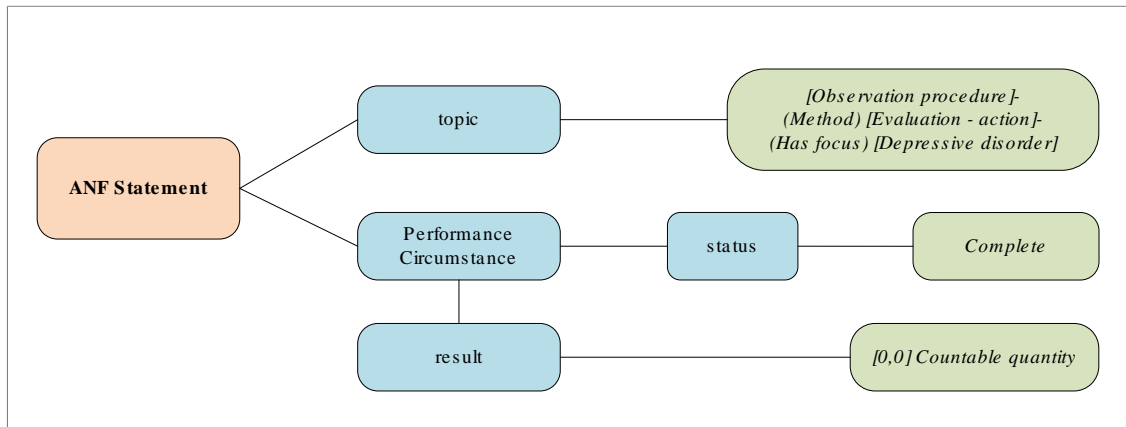 topic
[Observation procedure]-
(Method) [Evaluation - action]-
(Has focus) [Depressive disorder]
ANF Statement
Performance
Circumstance
status
Complete
result
[0,0] Countable quantity